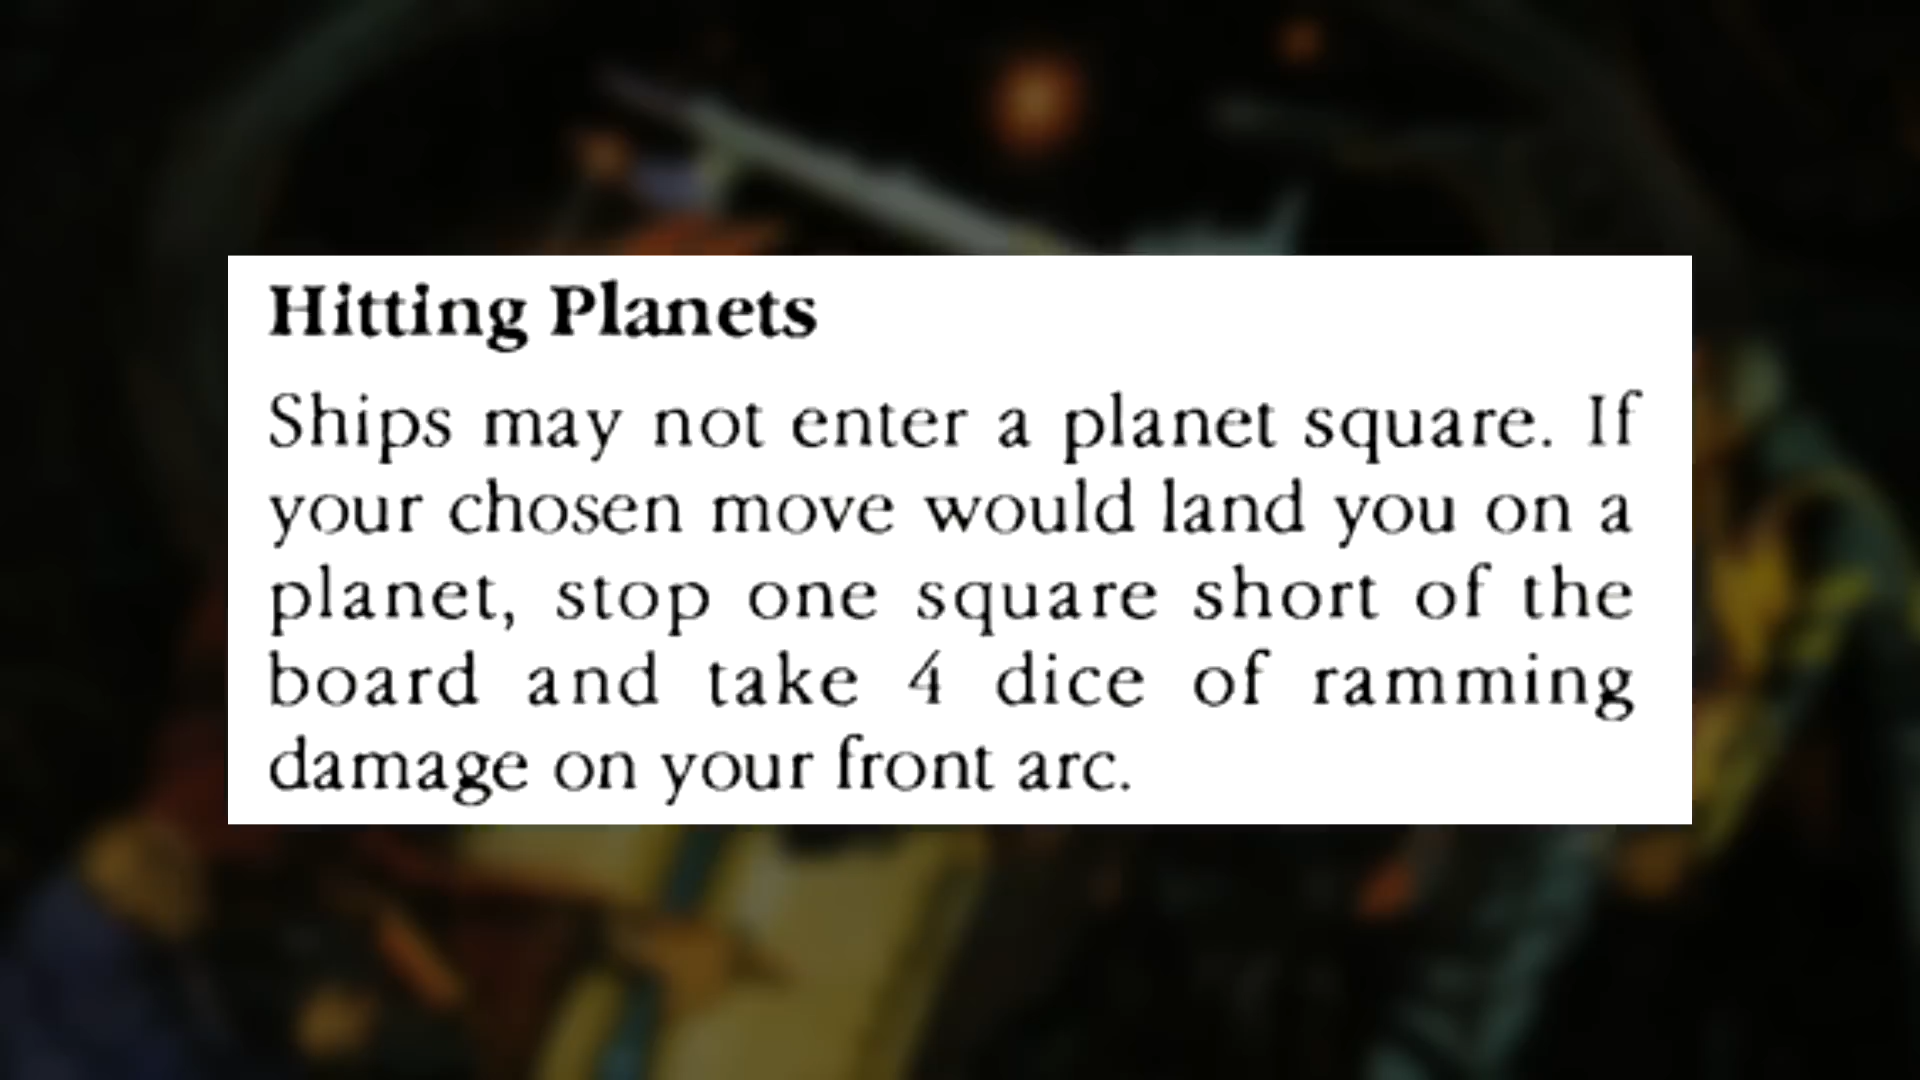 Hitting Planets
Ships may not enter a planet square. If
your chosen move would land you on a
planet, stop one square short of the
board and take 4 dice of ramming
damage on your front arc.